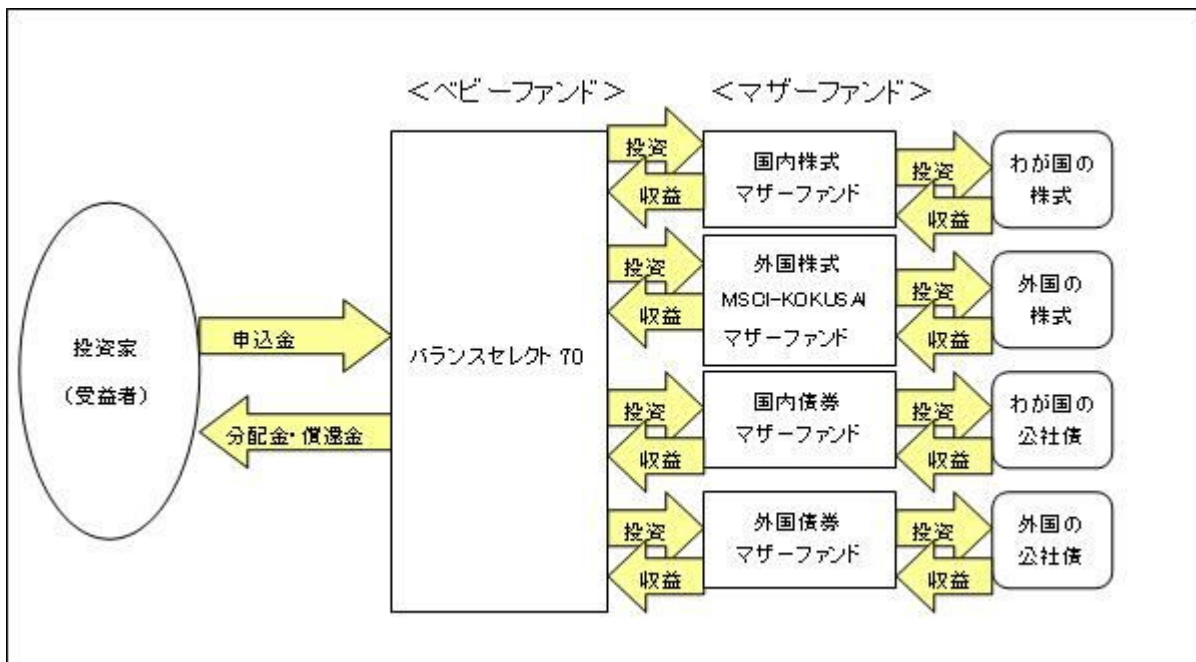 ＜ベビーファンド＞
＜マザーファンド＞
投資家
（受益者）
申込金
分配金・償還金
バランスセレクト70
投資
収益
国内株式
マザーファンド
投資
収益
わが国の
株式
投資
収益
外国株式
MSCI-KOKUSAI
マザーファンド
投資
収益
外国の
株式
投資
収益
国内債券
マザーファンド
投資
収益
わが国の
公社債
投資
収益
外国債券
マザーファンド
投資
収益
外国の
公社債